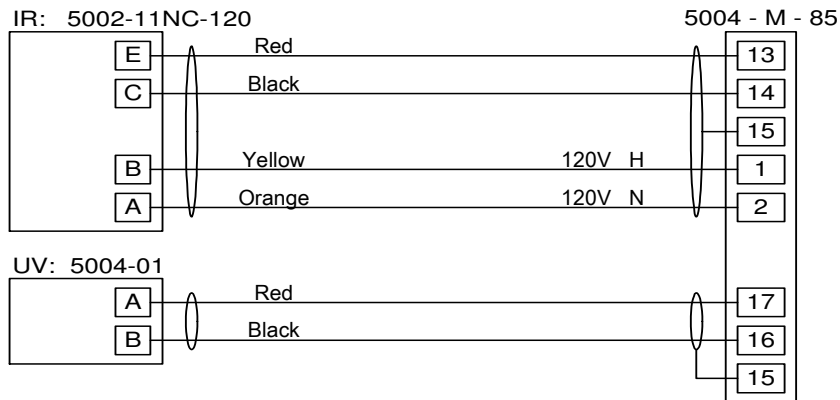 IR: 5002-11NC-120
5004 - M - 85
E Red 13
C Black 14
15
B Yellow 120V H 1
A Orange 120V N 2
UV: 5004-01
A Red 17
B Black 16
15